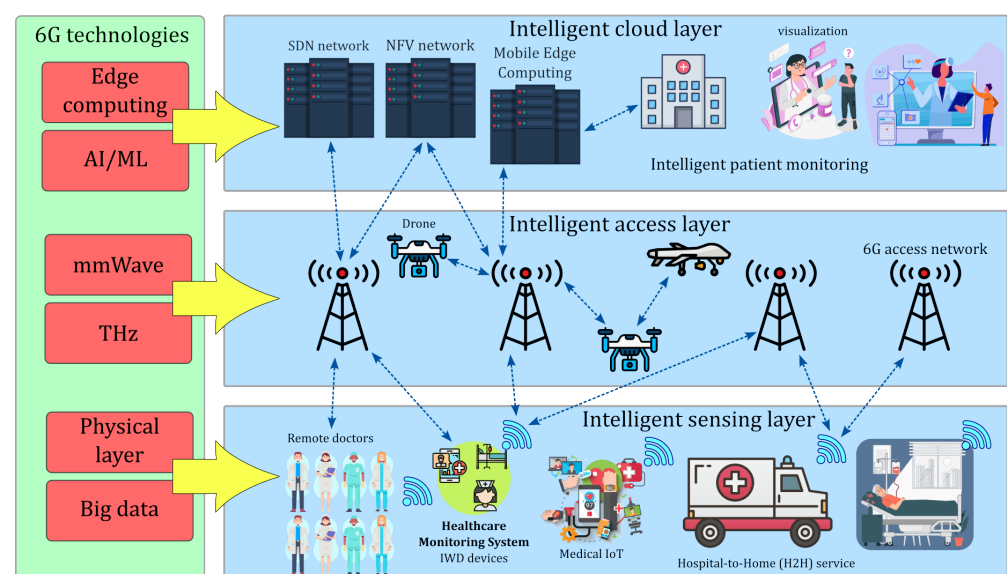 6G technologies
Edge
computing
AI/ML
mmWave
THz
Physical
layer
Big data
Intelligent cloud layer
SDN network
NFV network
Mobile Edge
Computing
visualization
Intelligent patient monitoring
Intelligent access layer
Drone
6G access network
Intelligent sensing layer
Remote doctors
Healthcare
Monitoring System
IWD devices
Medical IoT
Hospital-to-Home (H2H) service